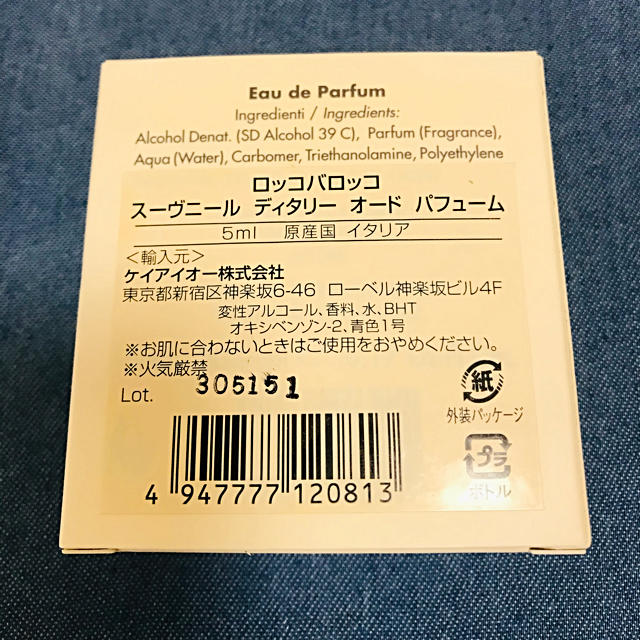 Eau de Parfum
Ingredienti / Ingredients:
Alcohol Denat. (SD Alcohol 39 C), Parfum (Fragrance),
Aqua (Water), Carbomer, Triethanolamine, Polyethylene
ロッコバロッコ
スーヴニール ディタリー オード パフューム
5ml 原産国 イタリア
＜輸入元＞
ケイアイオー株式会社
東京都新宿区神楽坂6-46 ローベル神楽坂ビル4F
変性アルコール、香料、水、BHT
オキシベンゾン-2、青色1号
※お肌に合わないときはご使用をおやめください。
※火気厳禁
Lot. 305151
紙
外装パッケージ
プラ
ボトル
4 947777 120813